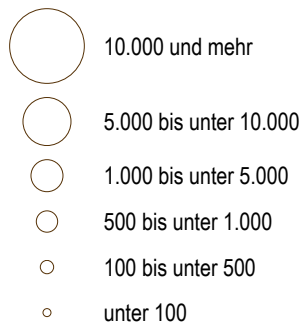 10.000 und mehr
5.000 bis unter 10.000
1.000 bis unter 5.000
500 bis unter 1.000
100 bis unter 500
unter 100